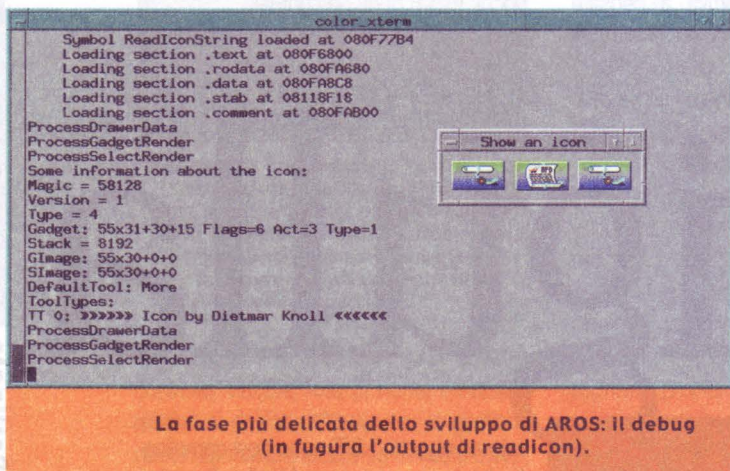 color_xterm
Symbol ReadIconString loaded at 080F77B4
Loading section .text at 080F6800
Loading section .rodata at 080FA680
Loading section .data at 080FA8C8
Loading section .stab at 08118F18
Loading section .comment at 080FAB00
ProcessDrawerData
ProcessGadgetRender
ProcessSelectRender
Some information about the icon:
Magic = 58128
Version = 1
Type = 4
Gadget: 55x31+30+15 Flags=6 Act=3 Type=1
Stack = 8192
GImage: 55x30+0+0
SImage: 55x30+0+0
DefaultTool: More
ToolTypes:
TT 0: »»»»»» Icon by Dietmar Knoll ««««««
ProcessDrawerData
ProcessGadgetRender
ProcessSelectRender
Show an icon
La fase più delicata dello sviluppo di AROS: il debug
(in fugura l'output di readicon).